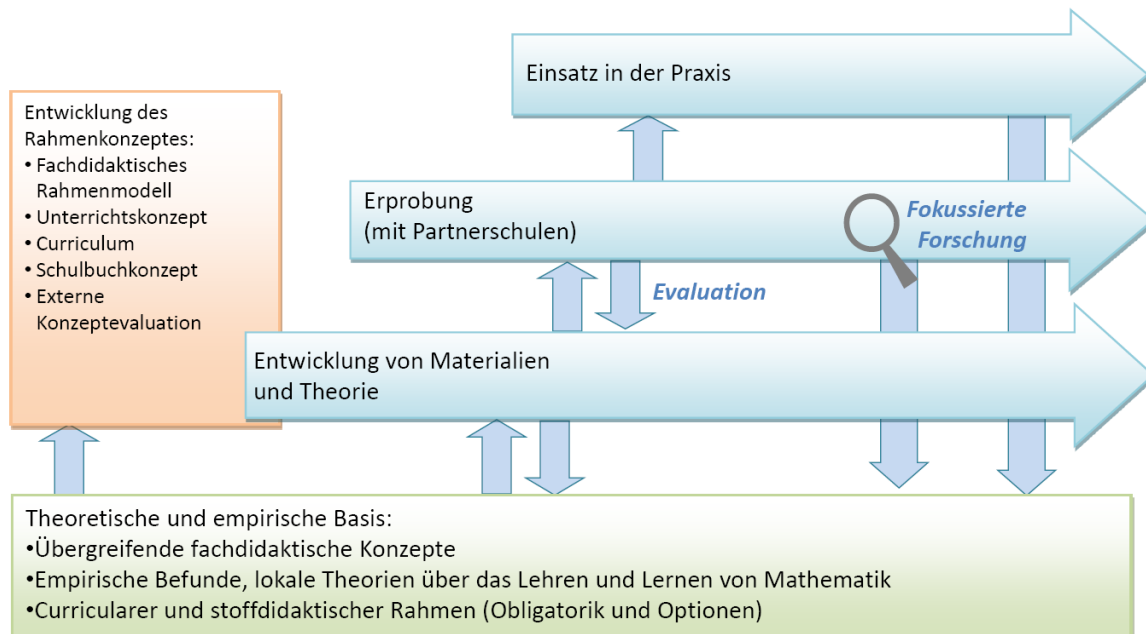 Einsatz in der Praxis
Entwicklung des
Rahmenkonzeptes:
• Fachdidaktisches
Rahmenmodell
• Unterrichtskonzept
• Curriculum
• Schulbuchkonzept
• Externe
Konzeptevaluation
Erprobung
(mit Partnerschulen)
Fokussierte
Forschung
Evaluation
Entwicklung von Materialien
und Theorie
Theoretische und empirische Basis:
•Übergreifende fachdidaktische Konzepte
•Empirische Befunde, lokale Theorien über das Lehren und Lernen von Mathematik
•Curricularer und stoffdidaktischer Rahmen (Obligatorik und Optionen)